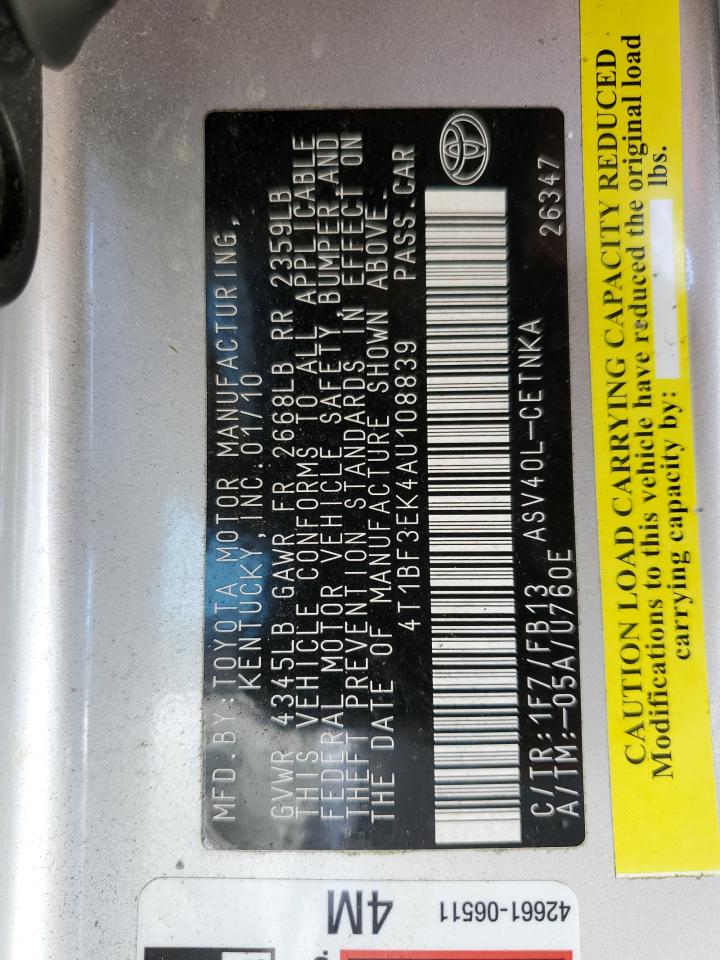 MFD.BY:TOYOTA MOTOR MANUFACTURING,
KENTUCKY,INC 01/10
GVWR 4345LB GAWR FR 2668LB RR 2359LB
THIS VEHICLE CONFORMS TO ALL APPLICABLE
FEDERAL MOTOR VEHICLE SAFETY,BUMPER AND
THEFT PREVENTION STANDARDS IN EFFECT ON
THE DATE OF MANUFACTURE SHOWN ABOVE.
4T1BF3EK4AU108839 PASS.CAR
C/TR:1F7/FB13 ASV40L-CETNKA 26347
A/TM:-05A/U760E
CAUTION LOAD CARRYING CAPACITY REDUCED
Modifications to this vehicle have reduced the original load
carrying capacity by: lbs.
4M 42661-06511